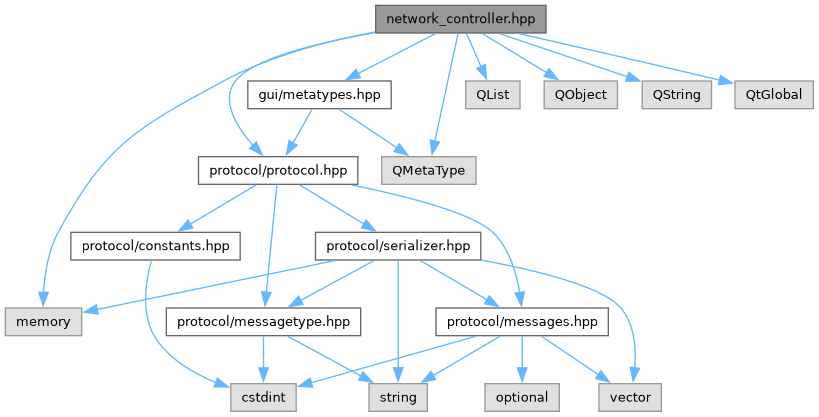 network_controller.hpp
gui/metatypes.hpp
QList
QObject
QString
QtGlobal
protocol/protocol.hpp
QMetaType
protocol/constants.hpp
protocol/serializer.hpp
memory
protocol/messagetype.hpp
protocol/messages.hpp
cstdint
string
optional
vector